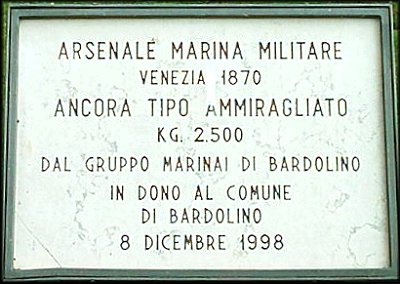 ARSENALE MARINA MILITARE
VENEZIA 1870
ANCORA TIPO AMMIRAGLIATO
KG. 2.500
DAL GRUPPO MARINAI DI BARDOLINO
IN DONO AL COMUNE
DI BARDOLINO
8 DICEMBRE 1998